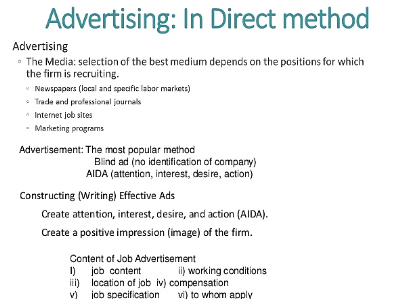 Advertising: In Direct method
Advertising
◦ The Media: selection of the best medium depends on the positions for which
the firm is recruiting.
◦ Newspapers (local and specific labor markets)
◦ Trade and professional journals
◦ Internet job sites
◦ Marketing programs
Advertisement: The most popular method
Blind ad (no identification of company)
AIDA (attention, interest, desire, action)
Constructing (Writing) Effective Ads
Create attention, interest, desire, and action (AIDA).
Create a positive impression (image) of the firm.
Content of Job Advertisement
I) job content ii) working conditions
iii) location of job iv) compensation
v) job specification vi) to whom apply